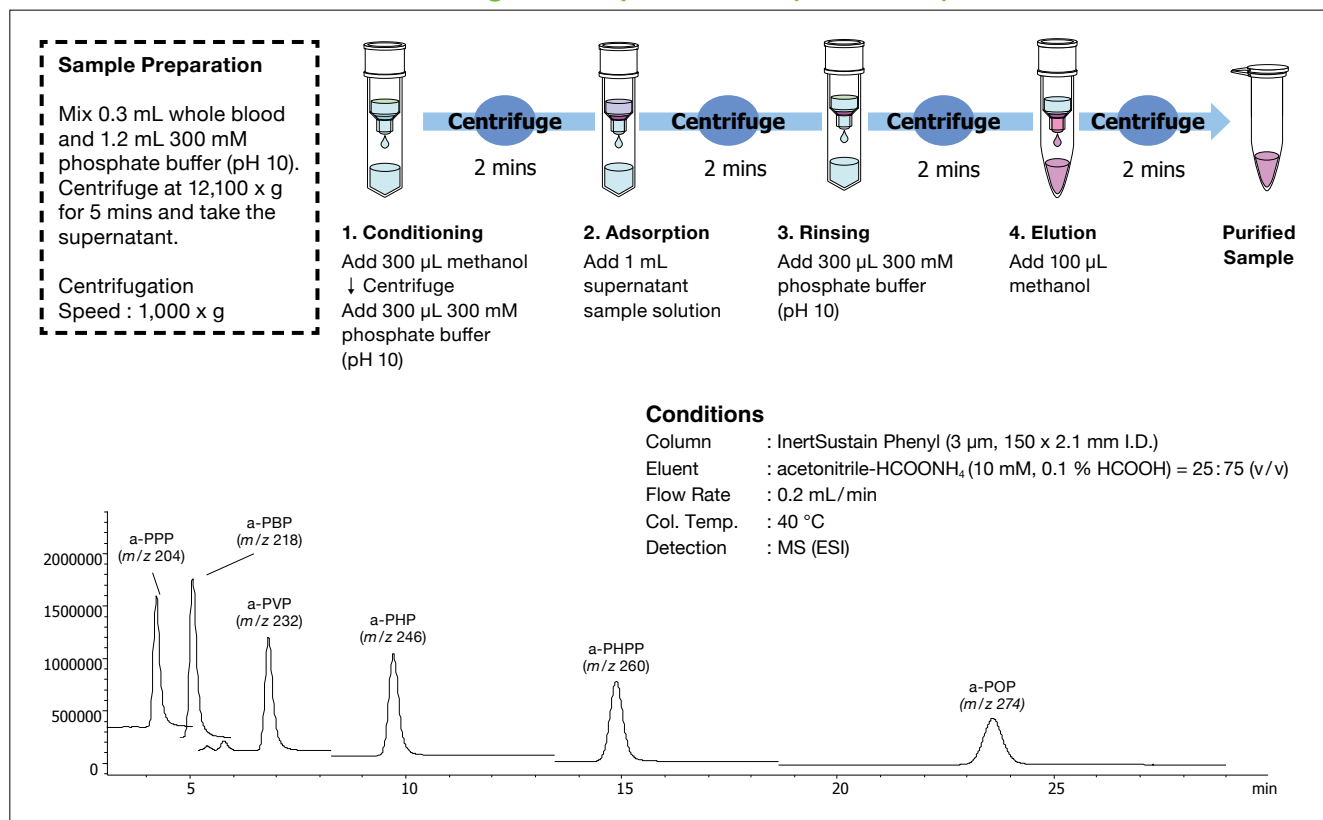 Sample Preparation
Mix 0.3 mL whole blood
and 1.2 mL 300 mM
phosphate buffer (pH 10).
Centrifuge at 12,100 x g
for 5 mins and take the
supernatant.
Centrifugation
Speed : 1,000 x g
Centrifuge
2 mins
Centrifuge
2 mins
Centrifuge
2 mins
Centrifuge
2 mins
1. Conditioning
Add 300 µL methanol
↓ Centrifuge
Add 300 µL 300 mM
phosphate buffer
(pH 10)
2. Adsorption
Add 1 mL
supernatant
sample solution
3. Rinsing
Add 300 µL 300 mM
phosphate buffer
(pH 10)
4. Elution
Add 100 µL
methanol
Purified
Sample
Conditions
Column : InertSustain Phenyl (3 µm, 150 x 2.1 mm I.D.)
Eluent : acetonitrile-HCOONH₄ (10 mM, 0.1 % HCOOH) = 25 : 75 (v / v)
Flow Rate : 0.2 mL / min
Col. Temp. : 40 °C
Detection : MS (ESI)
a-PPP
(m/z 204)
a-PBP
(m/z 218)
a-PVP
(m/z 232)
a-PHP
(m/z 246)
a-PHPP
(m/z 260)
a-POP
(m/z 274)
2000000
1500000
1000000
500000
0
5 10 15 20 25 min